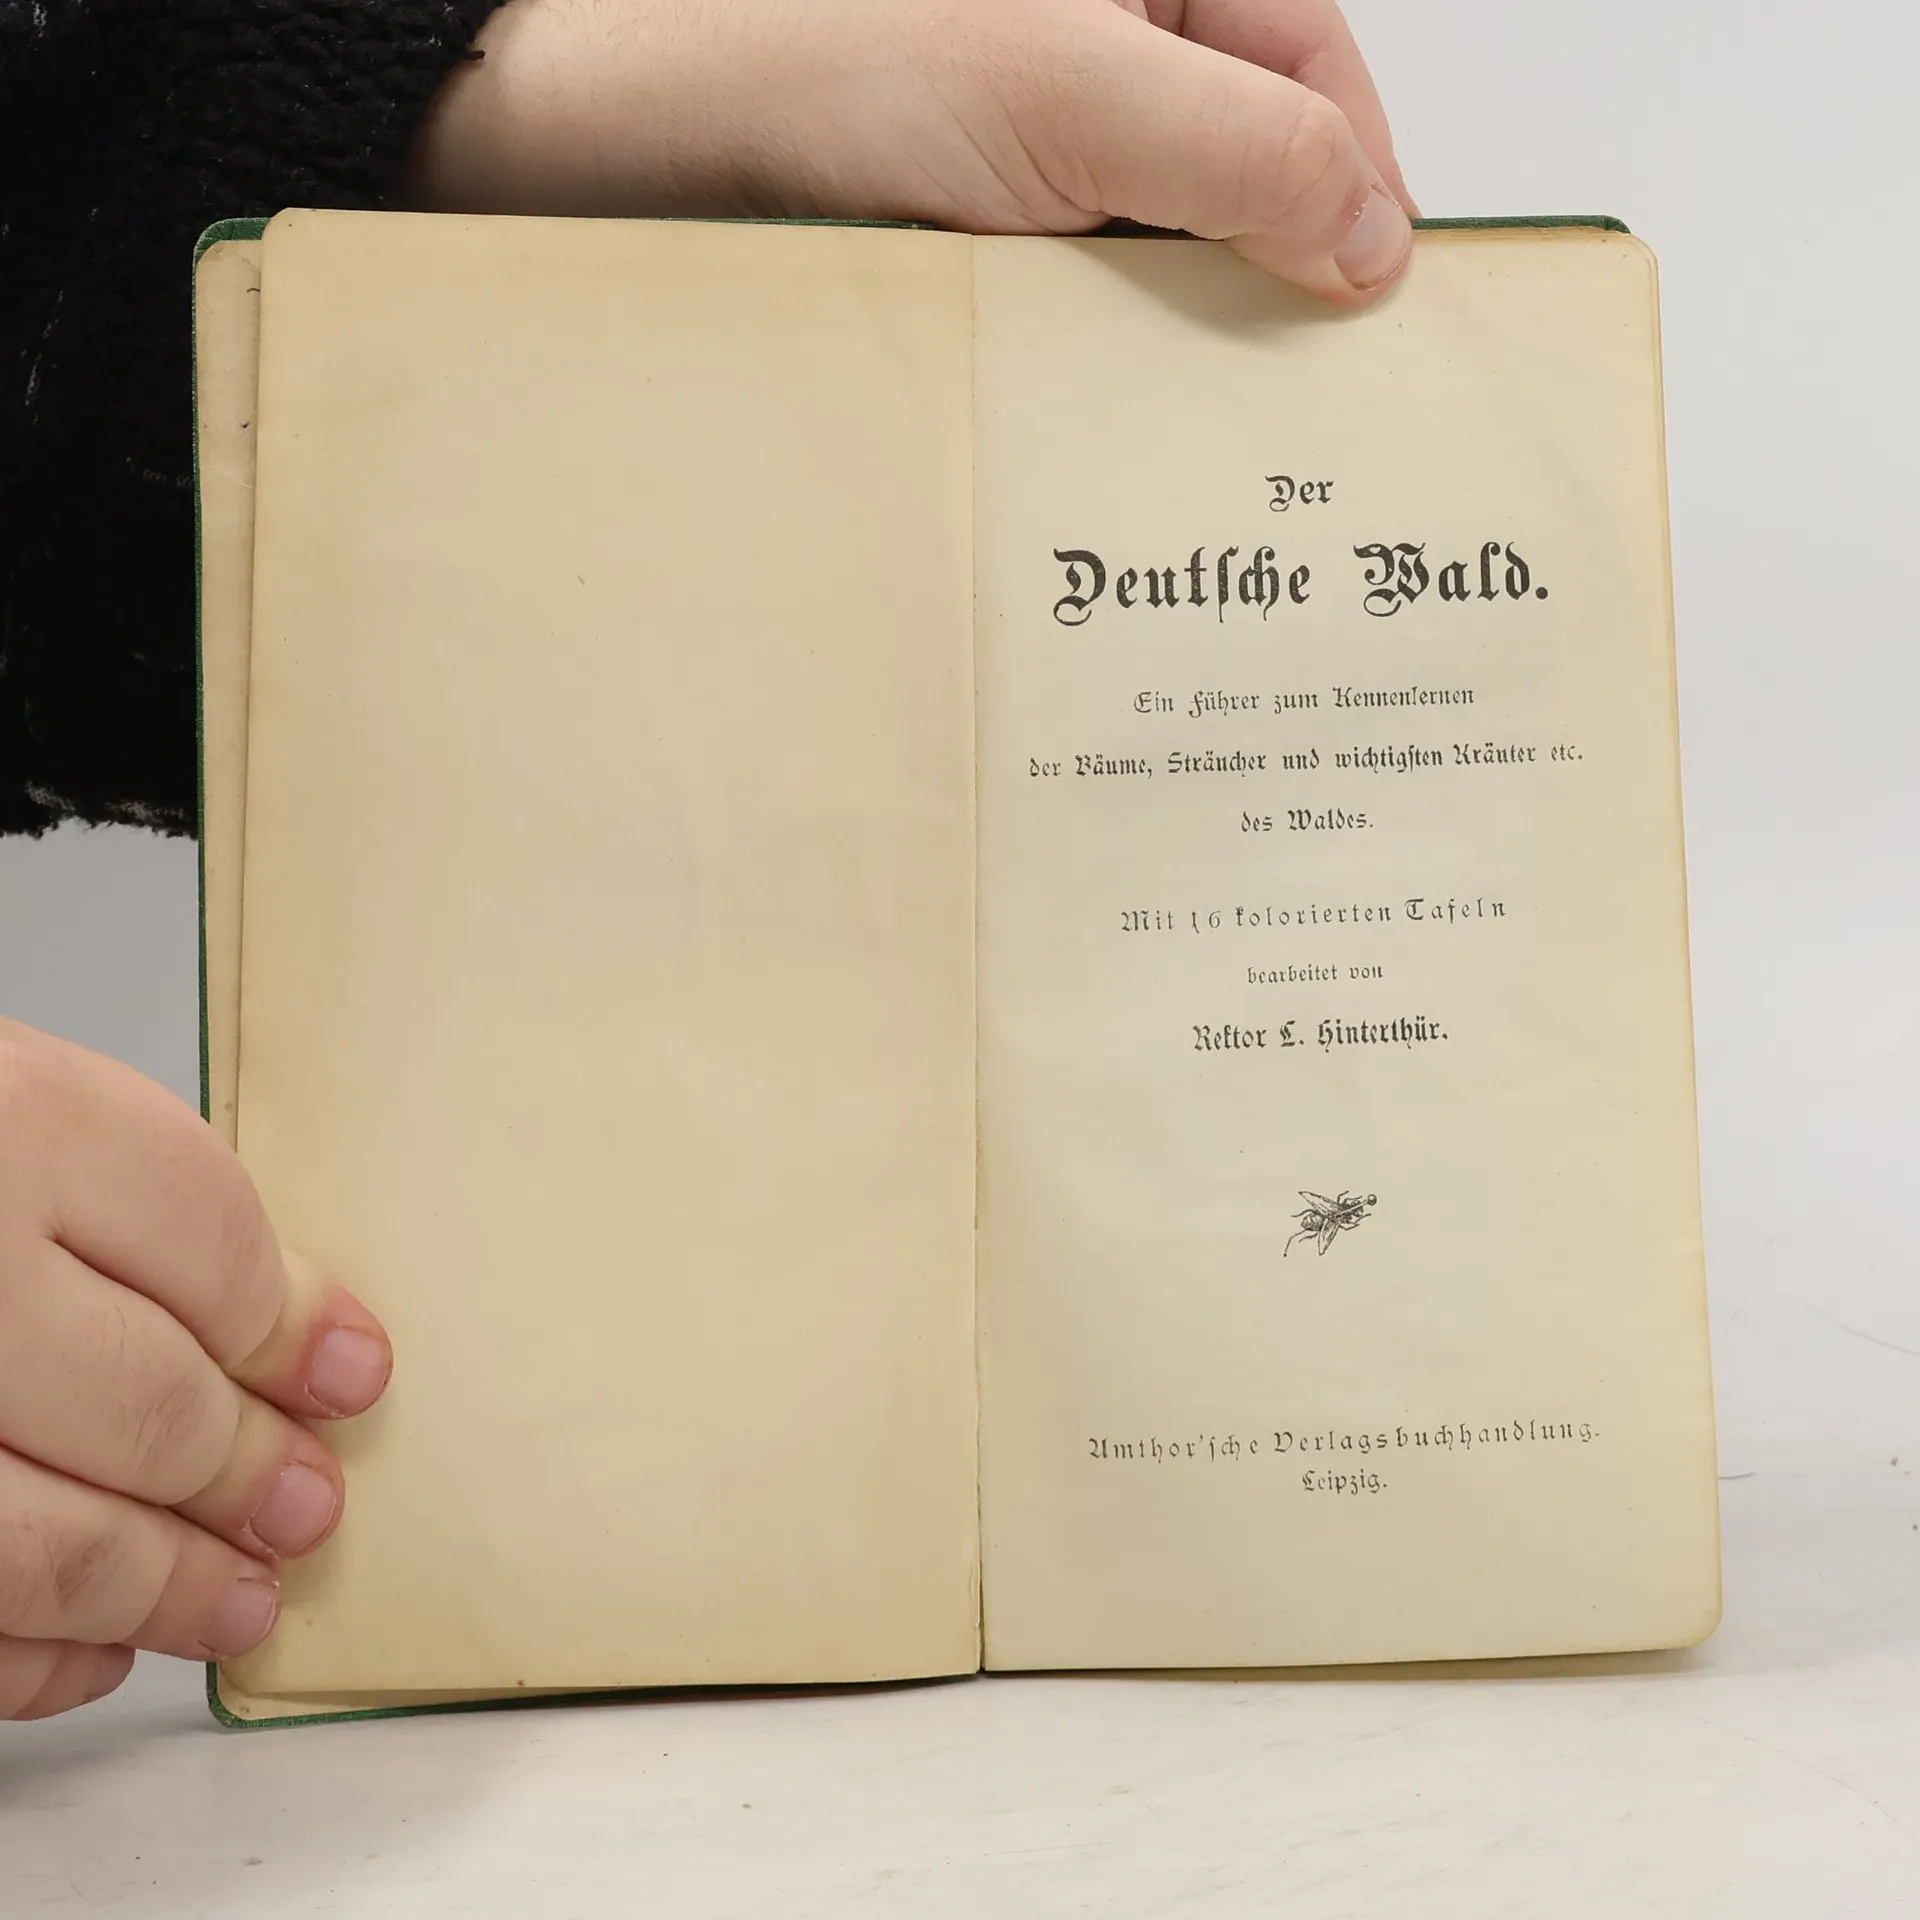 Der
Deutſche Wald.
Ein Führer zum Kennenlernen
der Bäume, Sträucher und wichtigſten Kräuter etc.
des Waldes.
Mit 16 kolorierten Tafeln
bearbeitet von
Rektor L. Hinterthür.
Amthor'ſche Verlagsbuchhandlung.
Leipzig.